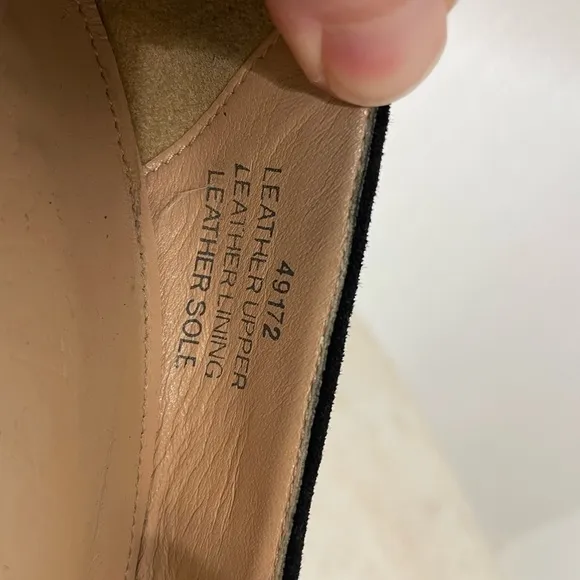 49172
LEATHER UPPER
LEATHER LINING
LEATHER SOLE